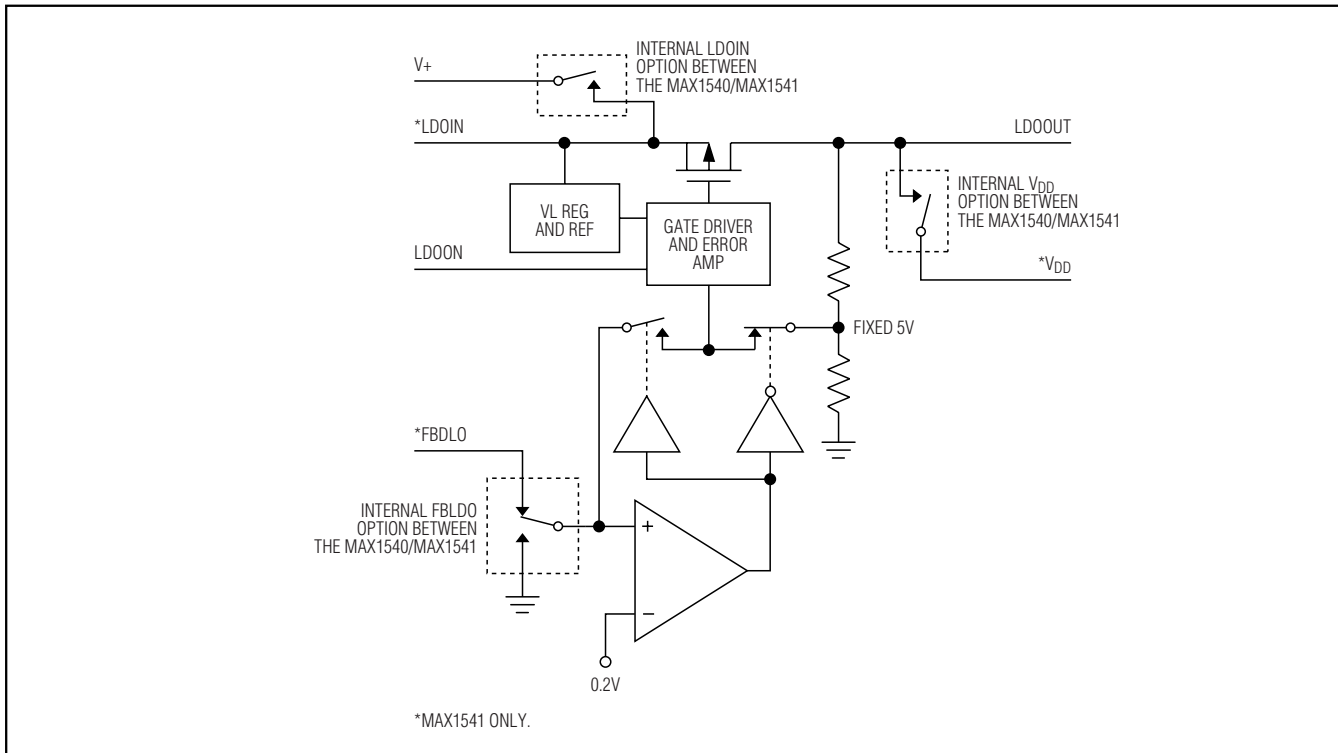 V+
INTERNAL LDOIN
OPTION BETWEEN
THE MAX1540/MAX1541
*LDOIN
LDOOUT
VL REG
AND REF
GATE DRIVER
AND ERROR
AMP
INTERNAL VDD
OPTION BETWEEN
THE MAX1540/MAX1541
LDOON
*VDD
FIXED 5V
*FBDLO
INTERNAL FBLDO
OPTION BETWEEN
THE MAX1540/MAX1541
+
−
0.2V
*MAX1541 ONLY.